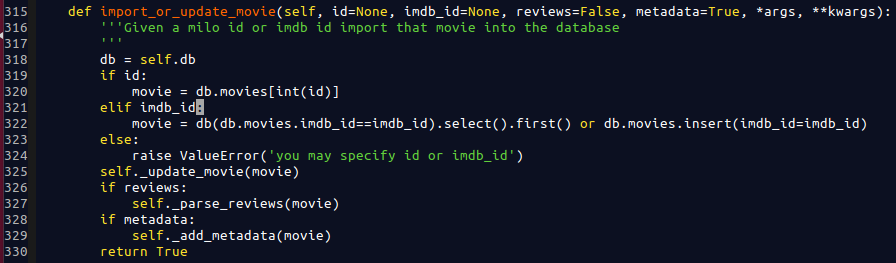 315     def import_or_update_movie(self, id=None, imdb_id=None, reviews=False, metadata=True, *args, **kwargs):
316         '''Given a milo id or imdb id import that movie into the database
317         '''
318         db = self.db
319         if id:
320             movie = db.movies[int(id)]
321         elif imdb_id:
322             movie = db(db.movies.imdb_id==imdb_id).select().first() or db.movies.insert(imdb_id=imdb_id)
323         else:
324             raise ValueError('you may specify id or imdb_id')
325         self._update_movie(movie)
326         if reviews:
327             self._parse_reviews(movie)
328         if metadata:
329             self._add_metadata(movie)
330         return True